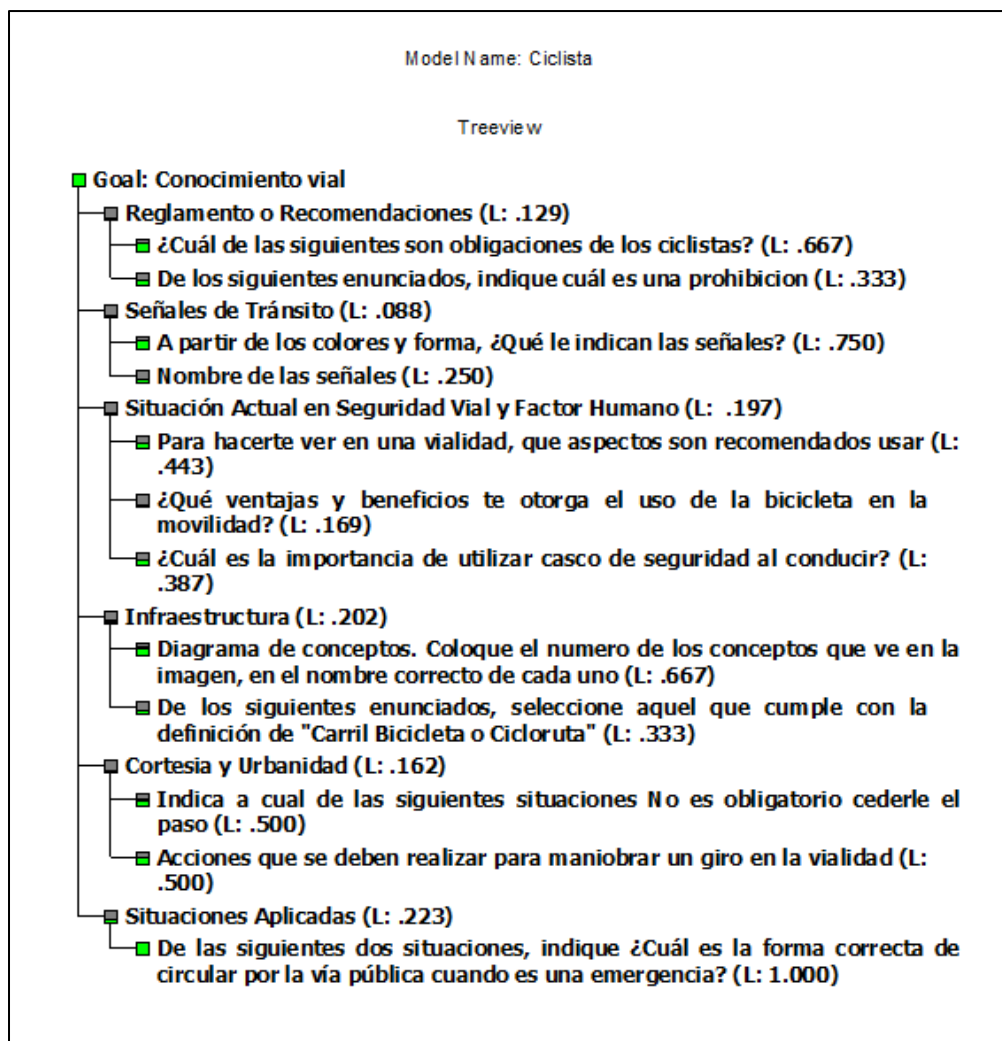 Model Name: Ciclista
Treeview
Goal: Conocimiento vial
Reglamento o Recomendaciones (L: .129)
¿Cuál de las siguientes son obligaciones de los ciclistas? (L: .667)
De los siguientes enunciados, indique cuál es una prohibicion (L: .333)
Señales de Tránsito (L: .088)
A partir de los colores y forma, ¿Qué le indican las señales? (L: .750)
Nombre de las señales (L: .250)
Situación Actual en Seguridad Vial y Factor Humano (L: .197)
Para hacerte ver en una vialidad, que aspectos son recomendados usar (L:
.443)
¿Qué ventajas y beneficios te otorga el uso de la bicicleta en la
movilidad? (L: .169)
¿Cuál es la importancia de utilizar casco de seguridad al conducir? (L:
.387)
Infraestructura (L: .202)
Diagrama de conceptos. Coloque el numero de los conceptos que ve en la
imagen, en el nombre correcto de cada uno (L: .667)
De los siguientes enunciados, seleccione aquel que cumple con la
definición de "Carril Bicicleta o Cicloruta" (L: .333)
Cortesia y Urbanidad (L: .162)
Indica a cual de las siguientes situaciones No es obligatorio cederle el
paso (L: .500)
Acciones que se deben realizar para maniobrar un giro en la vialidad (L:
.500)
Situaciones Aplicadas (L: .223)
De las siguientes dos situaciones, indique ¿Cuál es la forma correcta de
circular por la vía pública cuando es una emergencia? (L: 1.000)